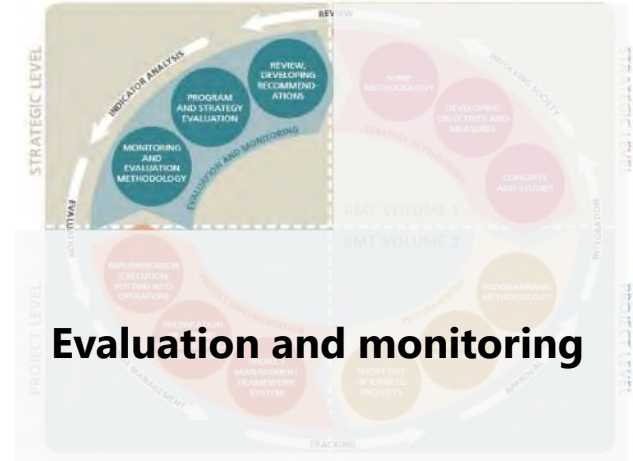 REVIEW
STRATEGIC LEVEL
INDICATOR ANALYSIS
REVIEW,
DEVELOPING
RECOMMEND-
ATIONS
PROGRAM
AND STRATEGY
EVALUATION
MONITORING
AND
EVALUATION
METHODOLOGY
EVALUATION AND MONITORING
EVALUATION
SUMP
METHODOLOGY
DEVELOPING
OBJECTIVES AND
MEASURES
CONCEPTS
AND STUDIES
STRATEGY DEVELOPMENT
INVOLVING SOCIETY
INTEGRATION
BMT VOLUME 1
BMT VOLUME 2
PROJECT LEVEL
IMPLEMENTATION
(EXECUTION,
PUTTING INTO
OPERATION)
PROJECT IMPLEMENTATION
MANAGEMENT
FRAMEWORK
SYSTEM
MANAGEMENT
PROGRAMMING
PROGRAMMING
METHODOLOGY
SHORT LIST
OF RANKED
PROJECTS
APPROVAL
TRACKING
Evaluation and monitoring